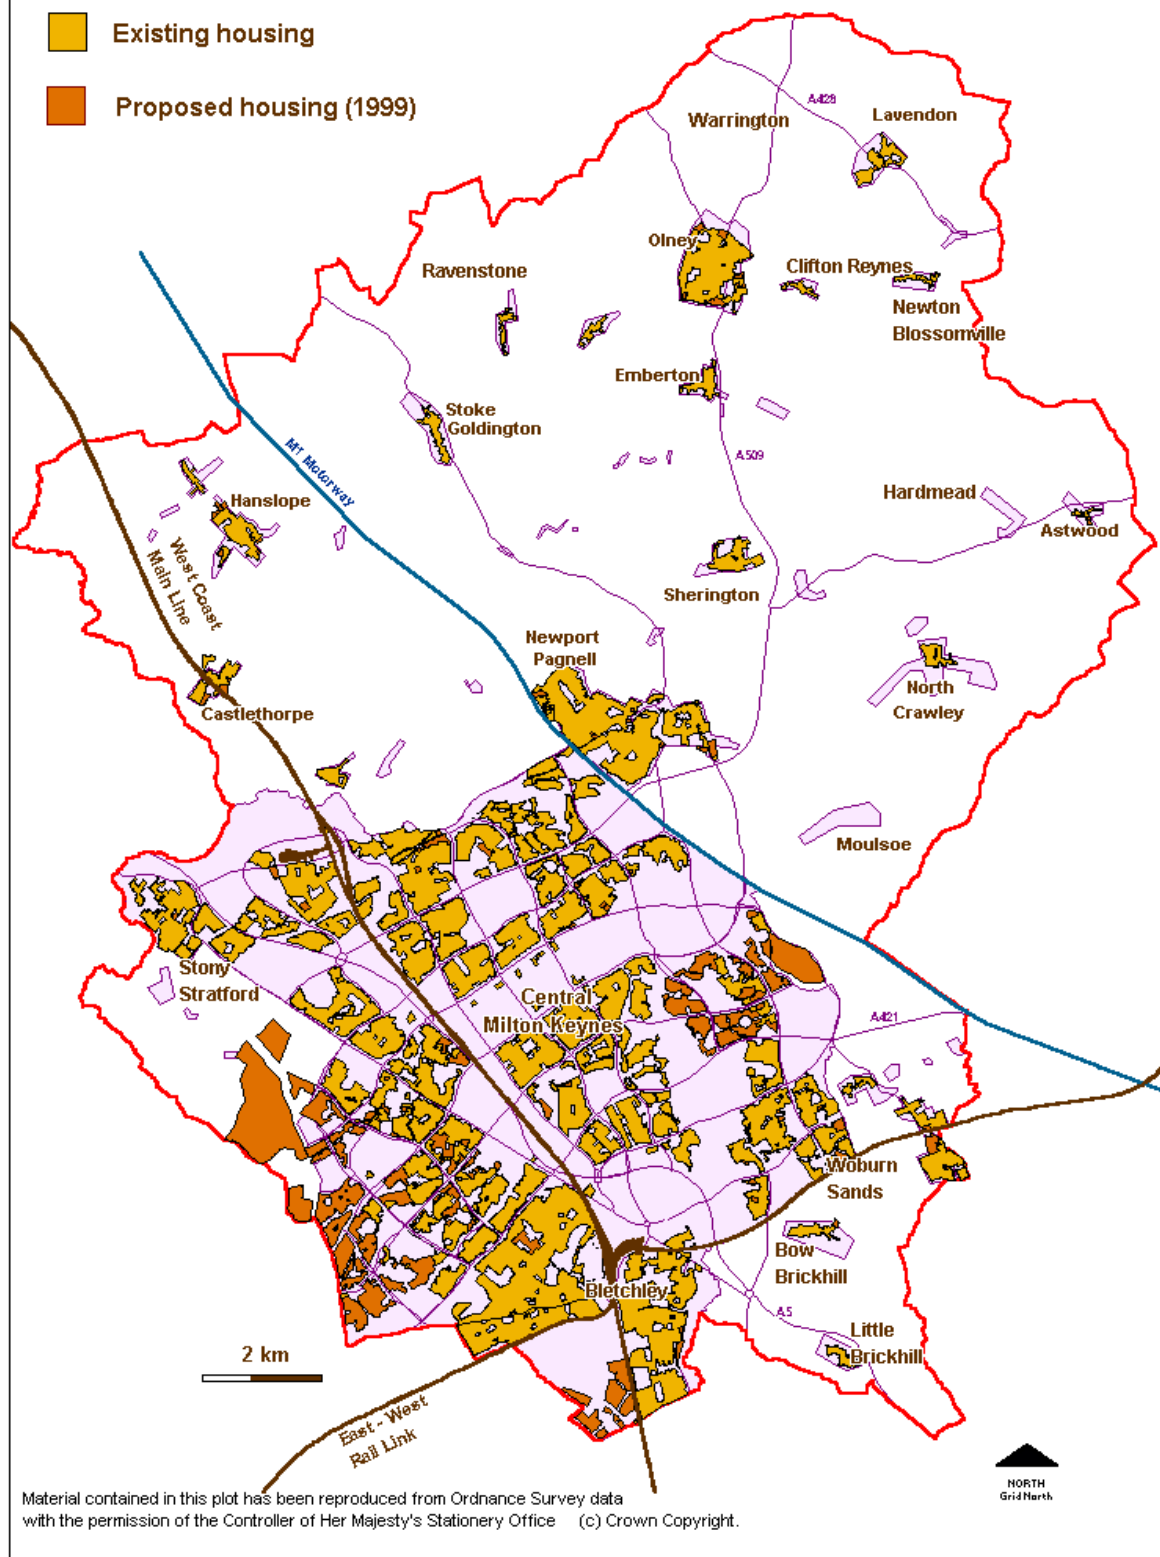 Existing housing
Proposed housing (1999)
A428
Warrington
Lavendon
Olney
Ravenstone
Clifton Reynes
Newton
Blossomville
Emberton
Stoke
Goldington
M1 Motorway
A509
Hanslope
Hardmead
Astwood
West Coast
Main Line
Sherington
Newport
Pagnell
North
Crawley
Castlethorpe
Moulsoe
Stony
Stratford
Central
Milton Keynes
A421
Woburn
Sands
Bow
Brickhill
Bletchley
A5
Little
Brickhill
2 km
East - West
Rail Link
NORTH
Grid North
Material contained in this plot has been reproduced from Ordnance Survey data
with the permission of the Controller of Her Majesty's Stationery Office (c) Crown Copyright.